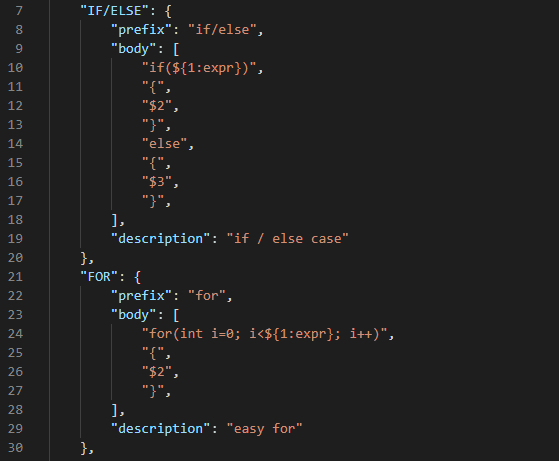 7 "IF/ELSE": {
8 "prefix": "if/else",
9 "body": [
10 "if(${1:expr})",
11 "{",
12 "$2",
13 "}",
14 "else",
15 "{",
16 "$3",
17 "}",
18 ],
19 "description": "if / else case"
20 },
21 "FOR": {
22 "prefix": "for",
23 "body": [
24 "for(int i=0; i<${1:expr}; i++)",
25 "{",
26 "$2",
27 "}",
28 ],
29 "description": "easy for"
30 },